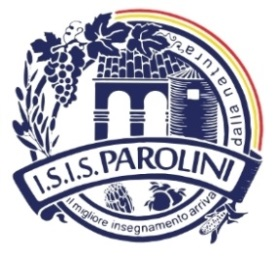 I.S.I.S. PAROLINI
il migliore insegnamento arriva
dalla natura